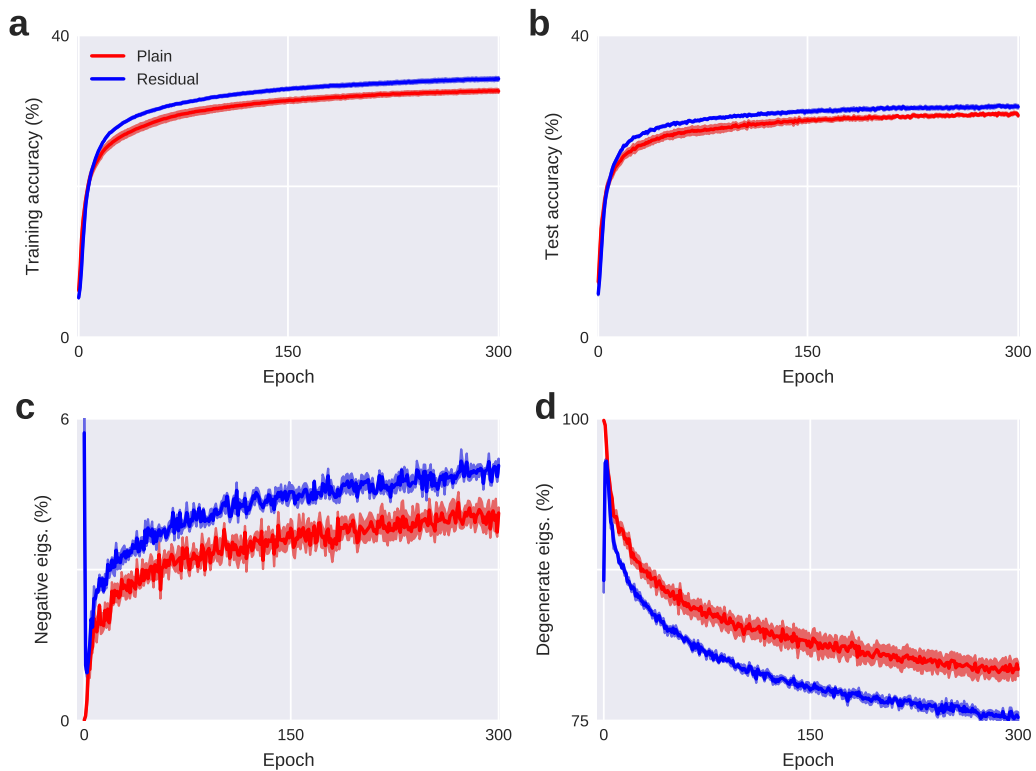 a
40
Plain
Residual
Training accuracy (%)
0
0
150
300
Epoch
b
40
Test accuracy (%)
0
0
150
300
Epoch
c
6
Negative eigs. (%)
0
0
150
300
Epoch
d
100
Degenerate eigs. (%)
75
0
150
300
Epoch